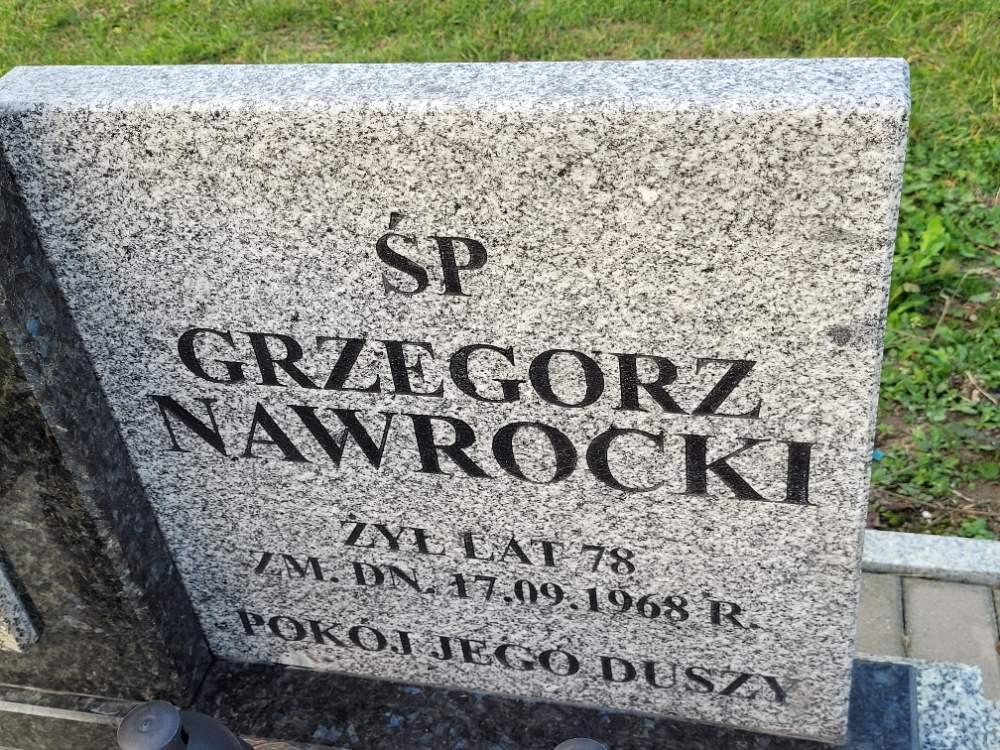 ŚP
GRZEGORZ
NAWROCKI
ŻYŁ LAT 78
ZM. DN. 17.09.1968 R.
POKÓJ JEGO DUSZY